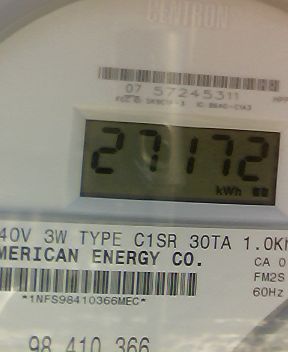 CENTRON
07 57245311
27172
kWh
40V 3W TYPE C1SR 30TA 1.0Kh
MERICAN ENERGY CO.
CA 0
FM2S
*1NFS98410366MEC*
60Hz
98 410 366